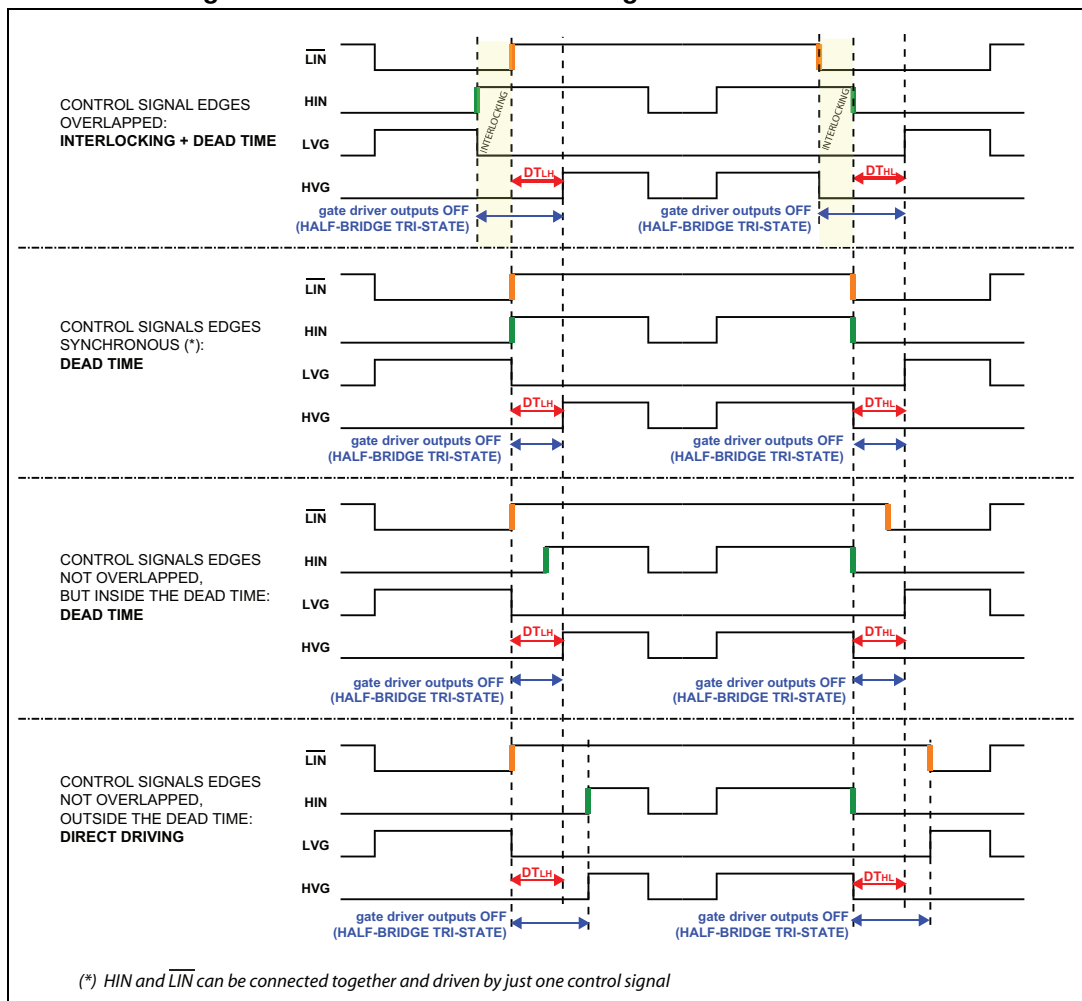 LIN
HIN
LVG
HVG
CONTROL SIGNAL EDGES
OVERLAPPED:
INTERLOCKING + DEAD TIME
INTERLOCKING
INTERLOCKING
DTLH
DTHL
gate driver outputs OFF
(HALF-BRIDGE TRI-STATE)
gate driver outputs OFF
(HALF-BRIDGE TRI-STATE)
LIN
HIN
LVG
HVG
CONTROL SIGNALS EDGES
SYNCHRONOUS (*):
DEAD TIME
DTLH
DTHL
gate driver outputs OFF
(HALF-BRIDGE TRI-STATE)
gate driver outputs OFF
(HALF-BRIDGE TRI-STATE)
LIN
HIN
LVG
HVG
CONTROL SIGNALS EDGES
NOT OVERLAPPED,
BUT INSIDE THE DEAD TIME:
DEAD TIME
DTLH
DTHL
gate driver outputs OFF
(HALF-BRIDGE TRI-STATE)
gate driver outputs OFF
(HALF-BRIDGE TRI-STATE)
LIN
HIN
LVG
HVG
CONTROL SIGNALS EDGES
NOT OVERLAPPED,
OUTSIDE THE DEAD TIME:
DIRECT DRIVING
DTLH
DTHL
gate driver outputs OFF
(HALF-BRIDGE TRI-STATE)
gate driver outputs OFF
(HALF-BRIDGE TRI-STATE)
(*) HIN and LIN can be connected together and driven by just one control signal